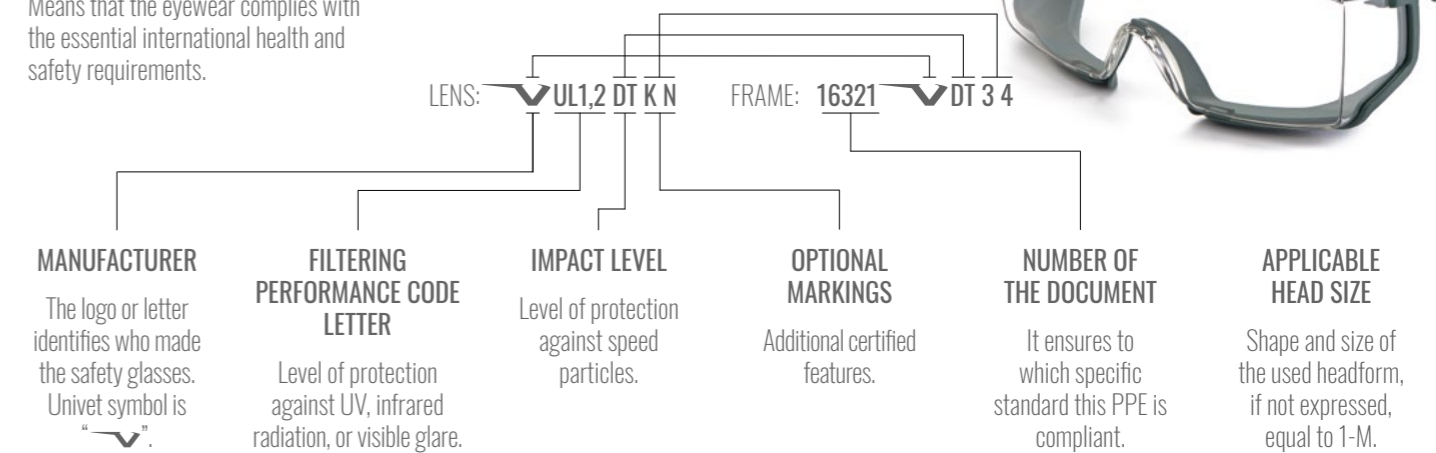 Means that the eyewear complies with
the essential international health and
safety requirements.
LENS: UL1,2 DT K N FRAME: 16321 DT 3 4
MANUFACTURER
The logo or letter
identifies who made
the safety glasses.
Univet symbol is
“ ”.
FILTERING
PERFORMANCE CODE
LETTER
Level of protection
against UV, infrared
radiation, or visible glare.
IMPACT LEVEL
Level of protection
against speed
particles.
OPTIONAL
MARKINGS
Additional certified
features.
NUMBER OF
THE DOCUMENT
It ensures to
which specific
standard this PPE is
compliant.
APPLICABLE
HEAD SIZE
Shape and size of
the used headform,
if not expressed,
equal to 1-M.